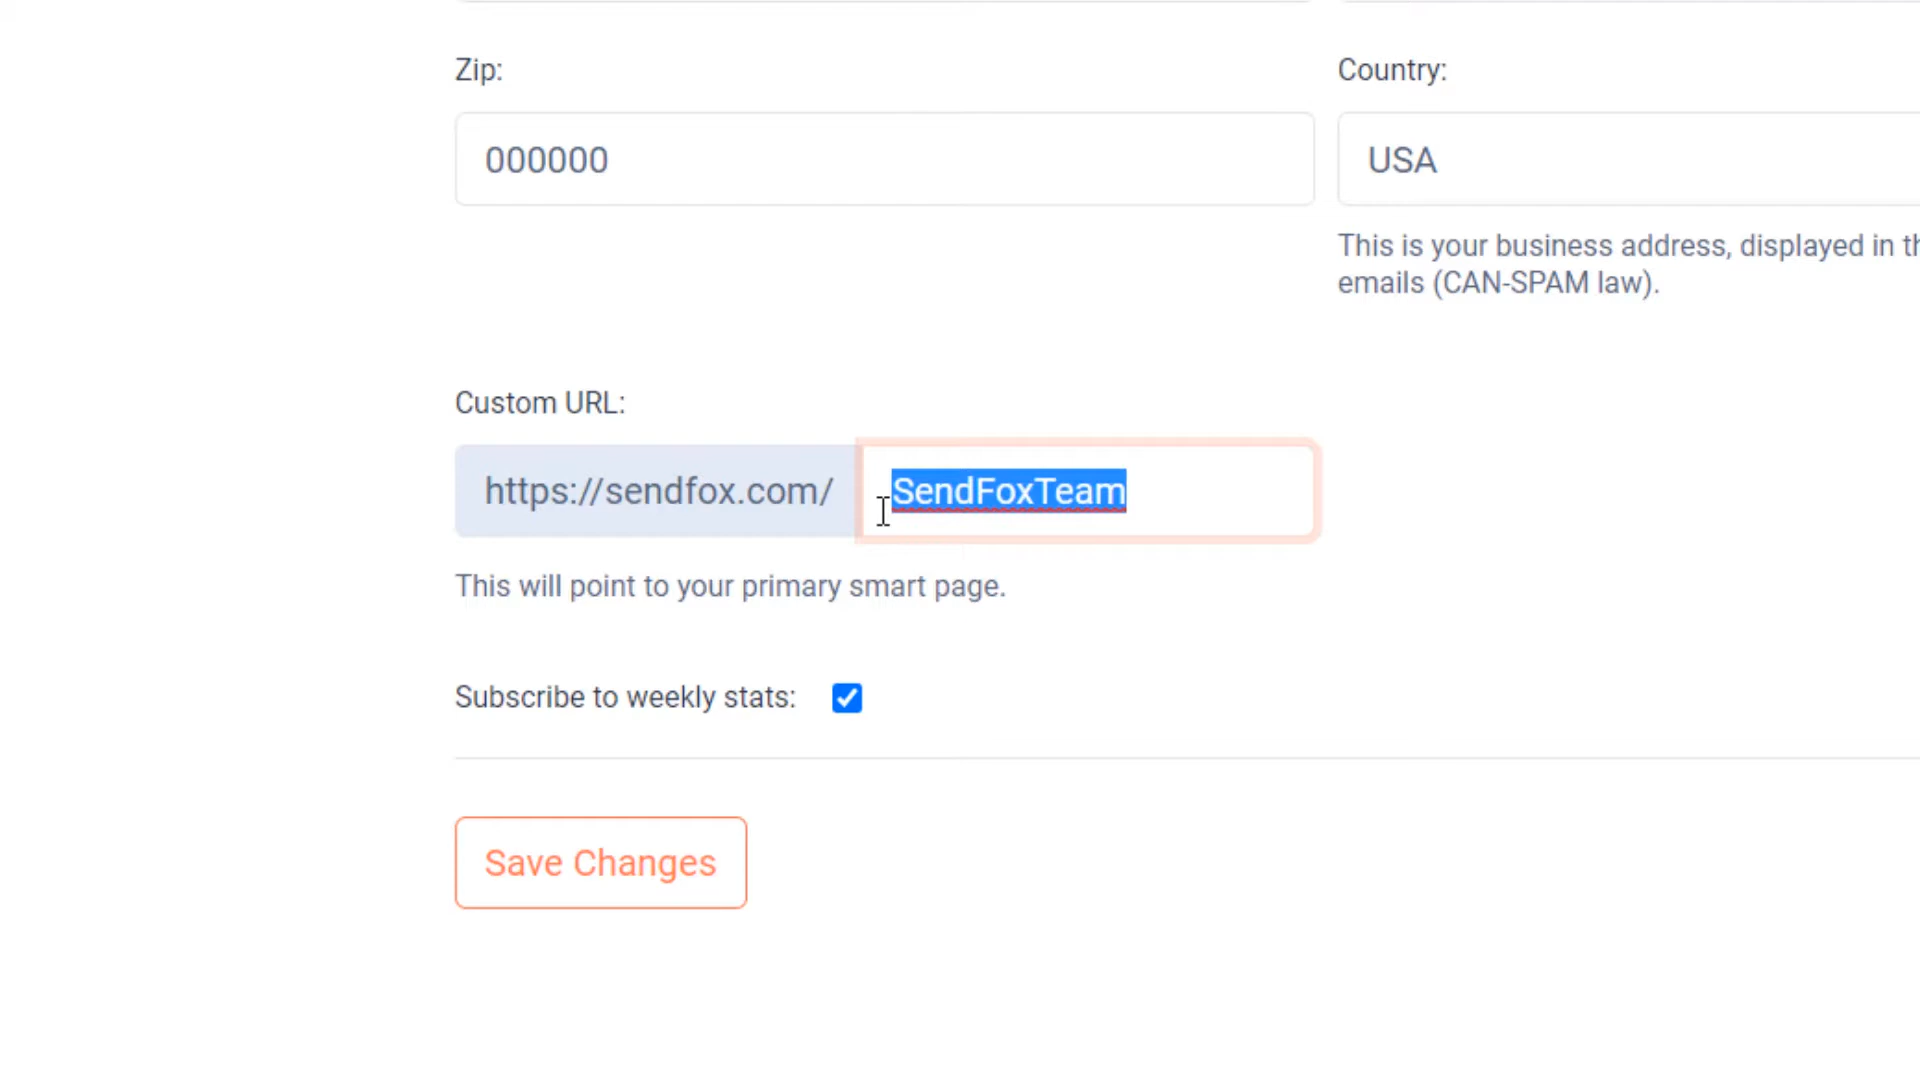 Zip:
Country:
000000
USA
This is your business address, displayed in
emails (CAN-SPAM law).
Custom URL:
https://sendfox.com/
SendFoxTeam
This will point to your primary smart page.
Subscribe to weekly stats:
Save Changes